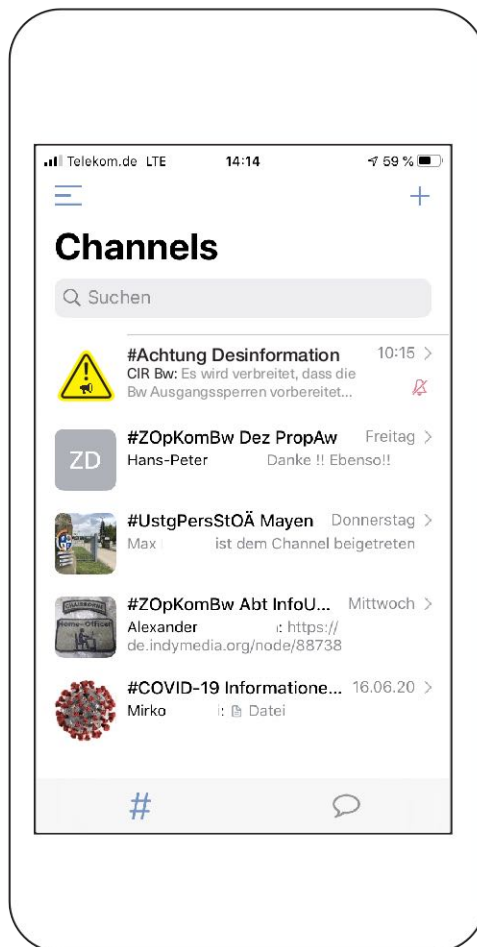 Telekom.de LTE 14:14 59 %
Channels
Suchen
#Achtung Desinformation 10:15
CIR Bw: Es wird verbreitet, dass die
Bw Ausgangssperren vorbereitet...
ZD
#ZOpKomBw Dez PropAw Freitag
Hans-Peter Danke !! Ebenso!!
#UstgPersStOÄ Mayen Donnerstag
Max ist dem Channel beigetreten
#ZOpKomBw Abt InfoU... Mittwoch
Alexander : https://
de.indymedia.org/node/88738
Home-Officer
#COVID-19 Informatione... 16.06.20
Mirko : Datei
#